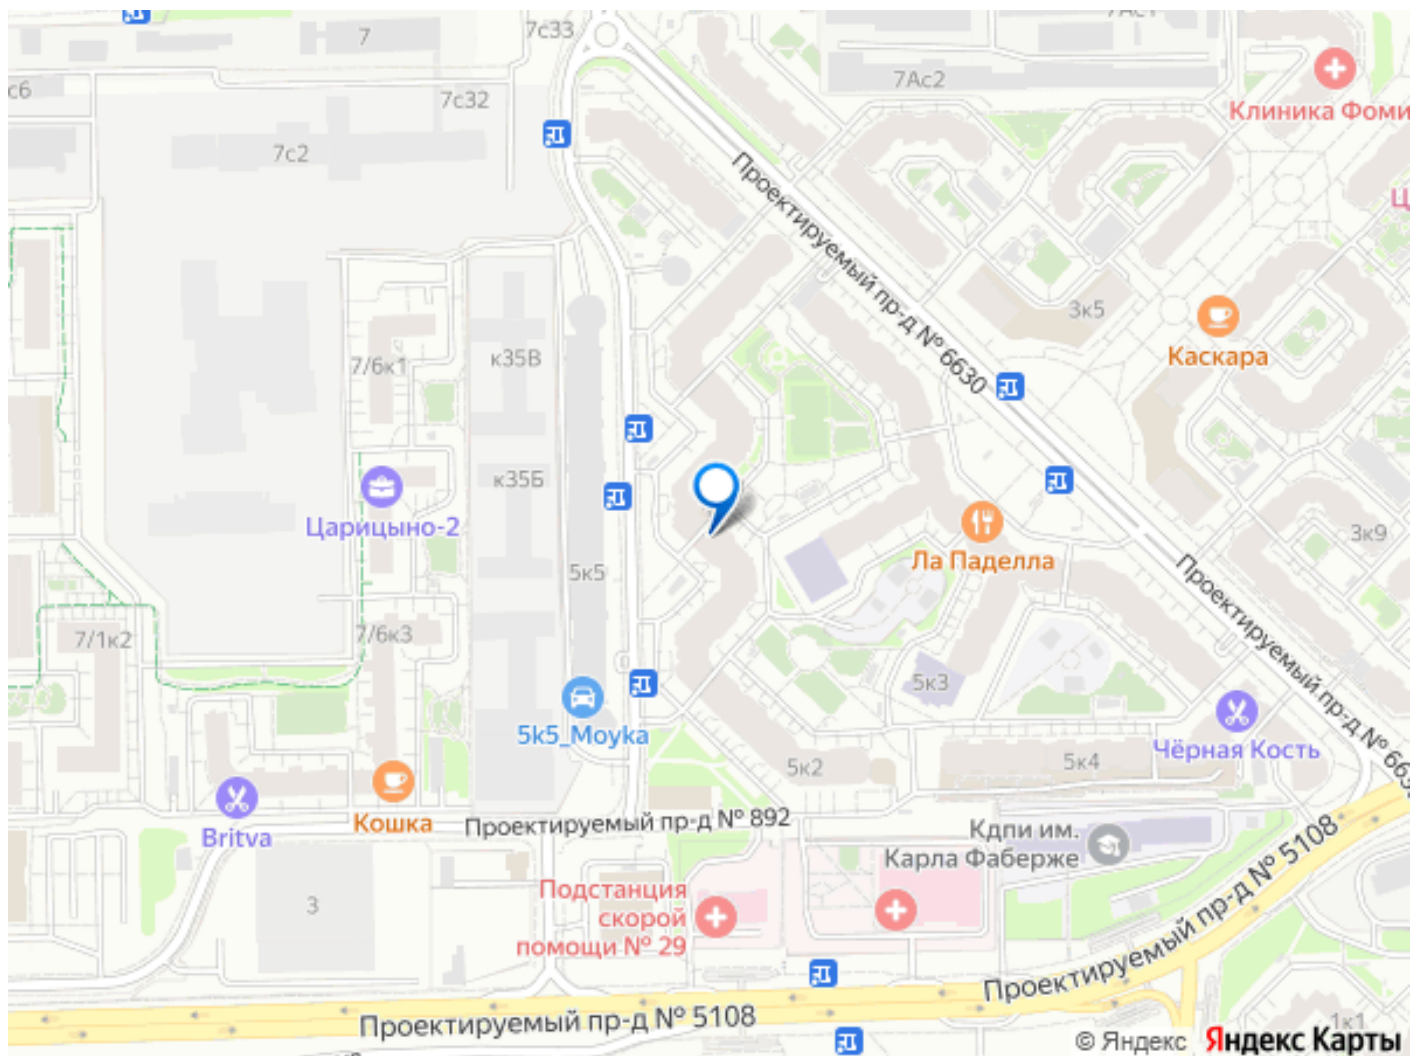 7с33
7
7Ас2
7с32
с6
Клиника Фоми
7с2
Проектируемый пр-д № 6630
Ц
3к5
к35В
7/6к1
Каскара
к35Б
Царицыно-2
3к9
5к5
Ла Паделла
7/1к2
7/6к3
Проектируемый пр-д № 663
5к3
5k5_Moyka
Чёрная Кость
5к2
5к4
Кошка
Britva
Проектируемый пр-д № 892
Кдпи им.
Карла Фаберже
Подстанция
скорой
помощи № 29
3
Проектируемый пр-д № 5108
Проектируемый пр-д № 5108
1к1
© Яндекс Яндекс Карты